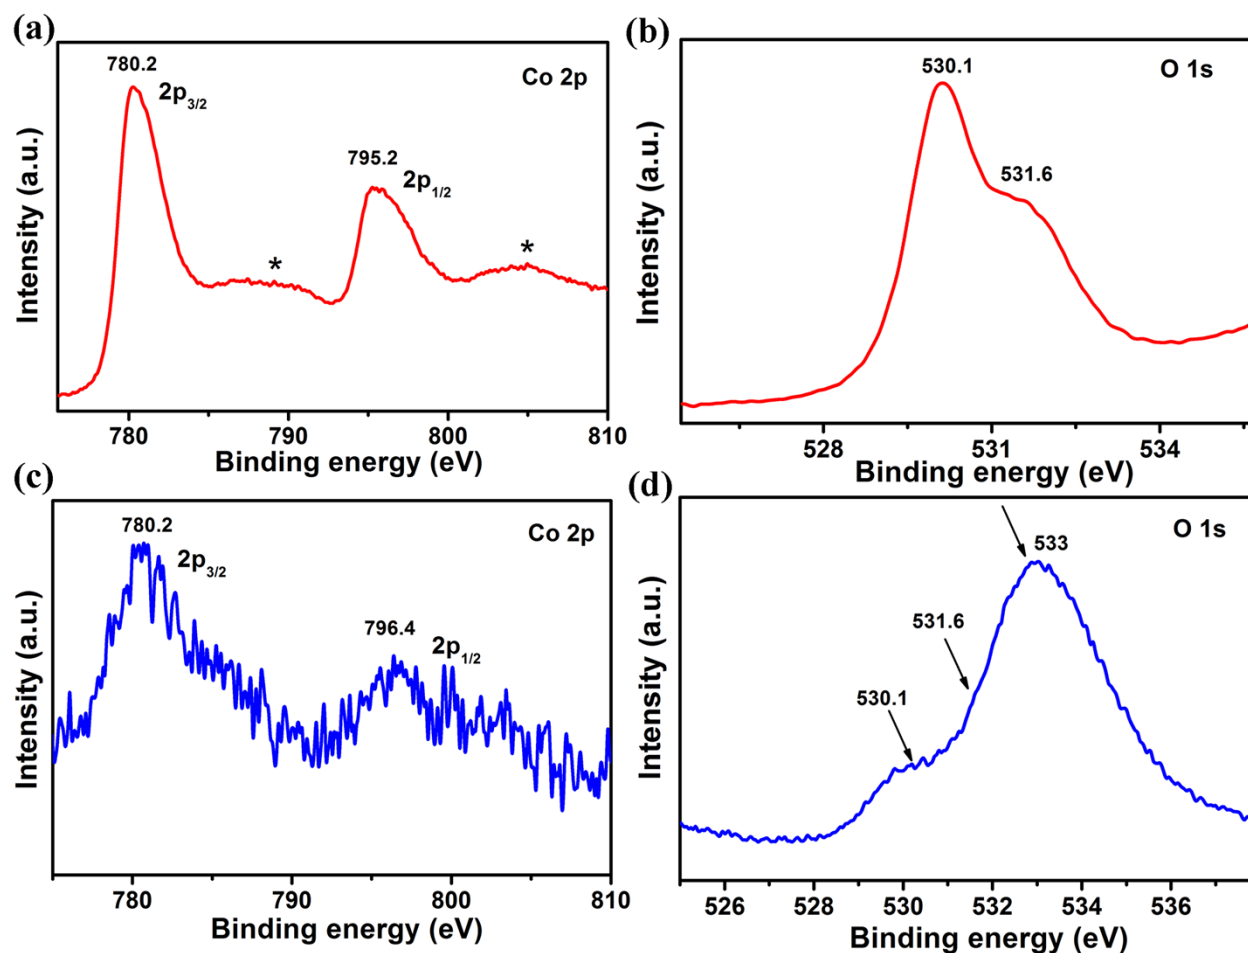 (a)
780.2
2p3/2
Co 2p
795.2
2p1/2
*
*
Intensity (a.u.)
780
790
800
810
Binding energy (eV)
(b)
530.1
O 1s
531.6
Intensity (a.u.)
528
531
534
Binding energy (eV)
(c)
780.2
2p3/2
Co 2p
796.4
2p1/2
Intensity (a.u.)
780
790
800
810
Binding energy (eV)
(d)
O 1s
533
531.6
530.1
Intensity (a.u.)
526
528
530
532
534
536
Binding energy (eV)